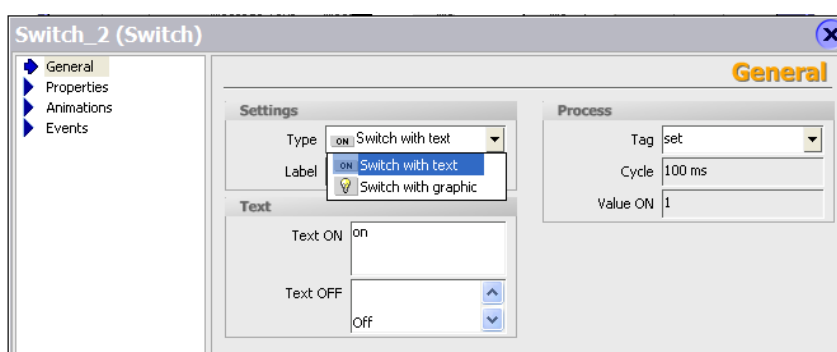 Switch_2 (Switch)
General
Properties
Animations
Events
General
Settings
Type ON Switch with text
ON Switch with text
Switch with graphic
Label
Text
Text ON on
Text OFF
Off
Process
Tag set
Cycle 100 ms
Value ON 1